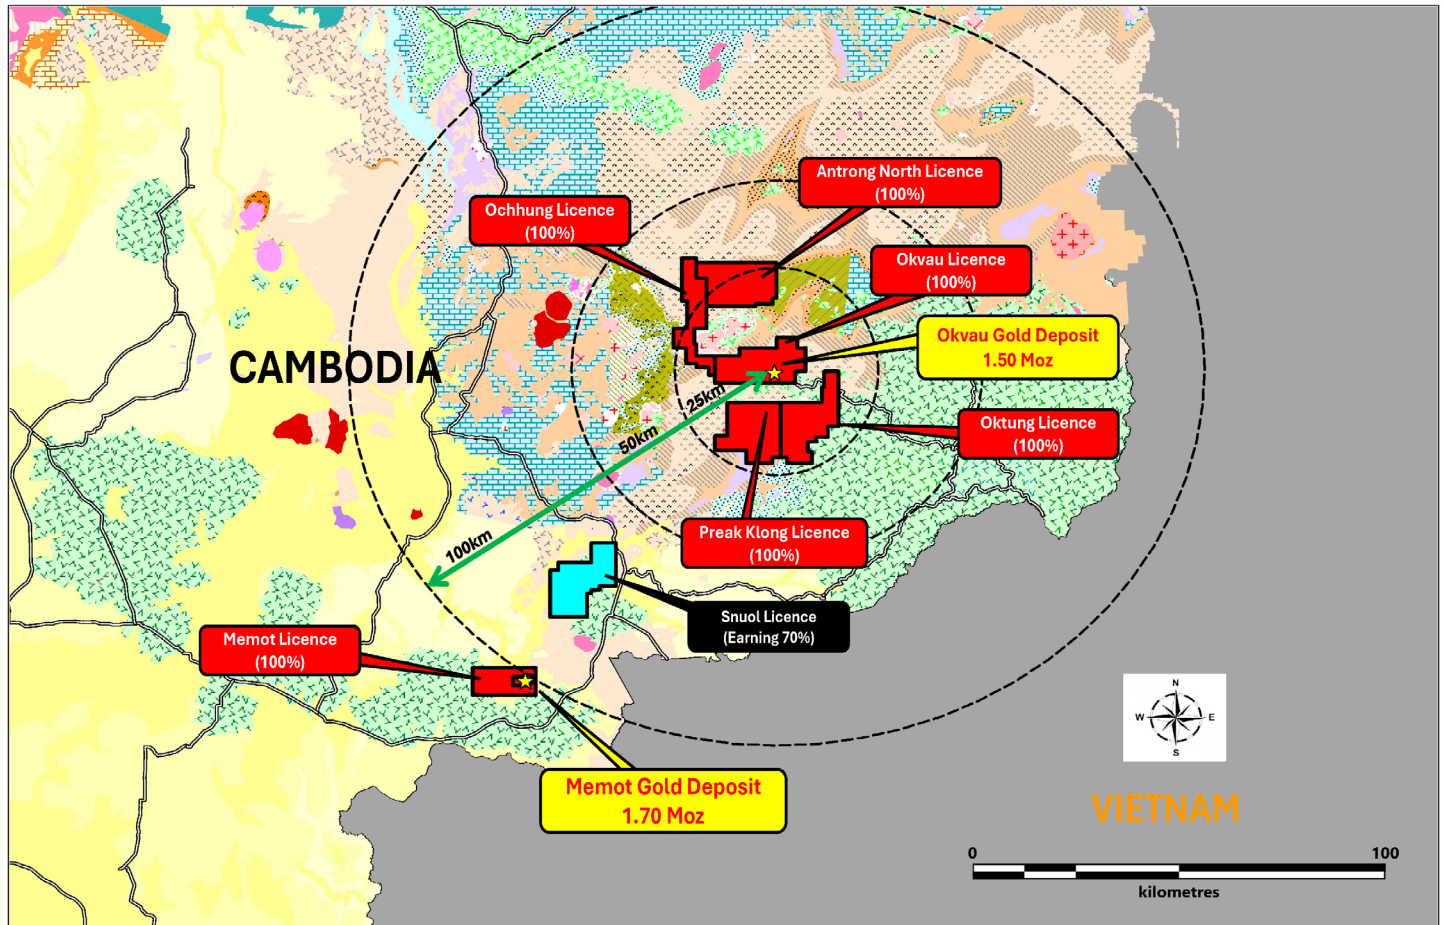 Antrong North Licence
(100%)
Ochhung Licence
(100%)
Okvau Licence
(100%)
Okvau Gold Deposit
1.50 Moz
CAMBODIA
25km
50km
100km
Oktung Licence
(100%)
Preak Klong Licence
(100%)
Snuol Licence
(Earning 70%)
Memot Licence
(100%)
Memot Gold Deposit
1.70 Moz
N
W
E
S
VIETNAM
0
100
kilometres